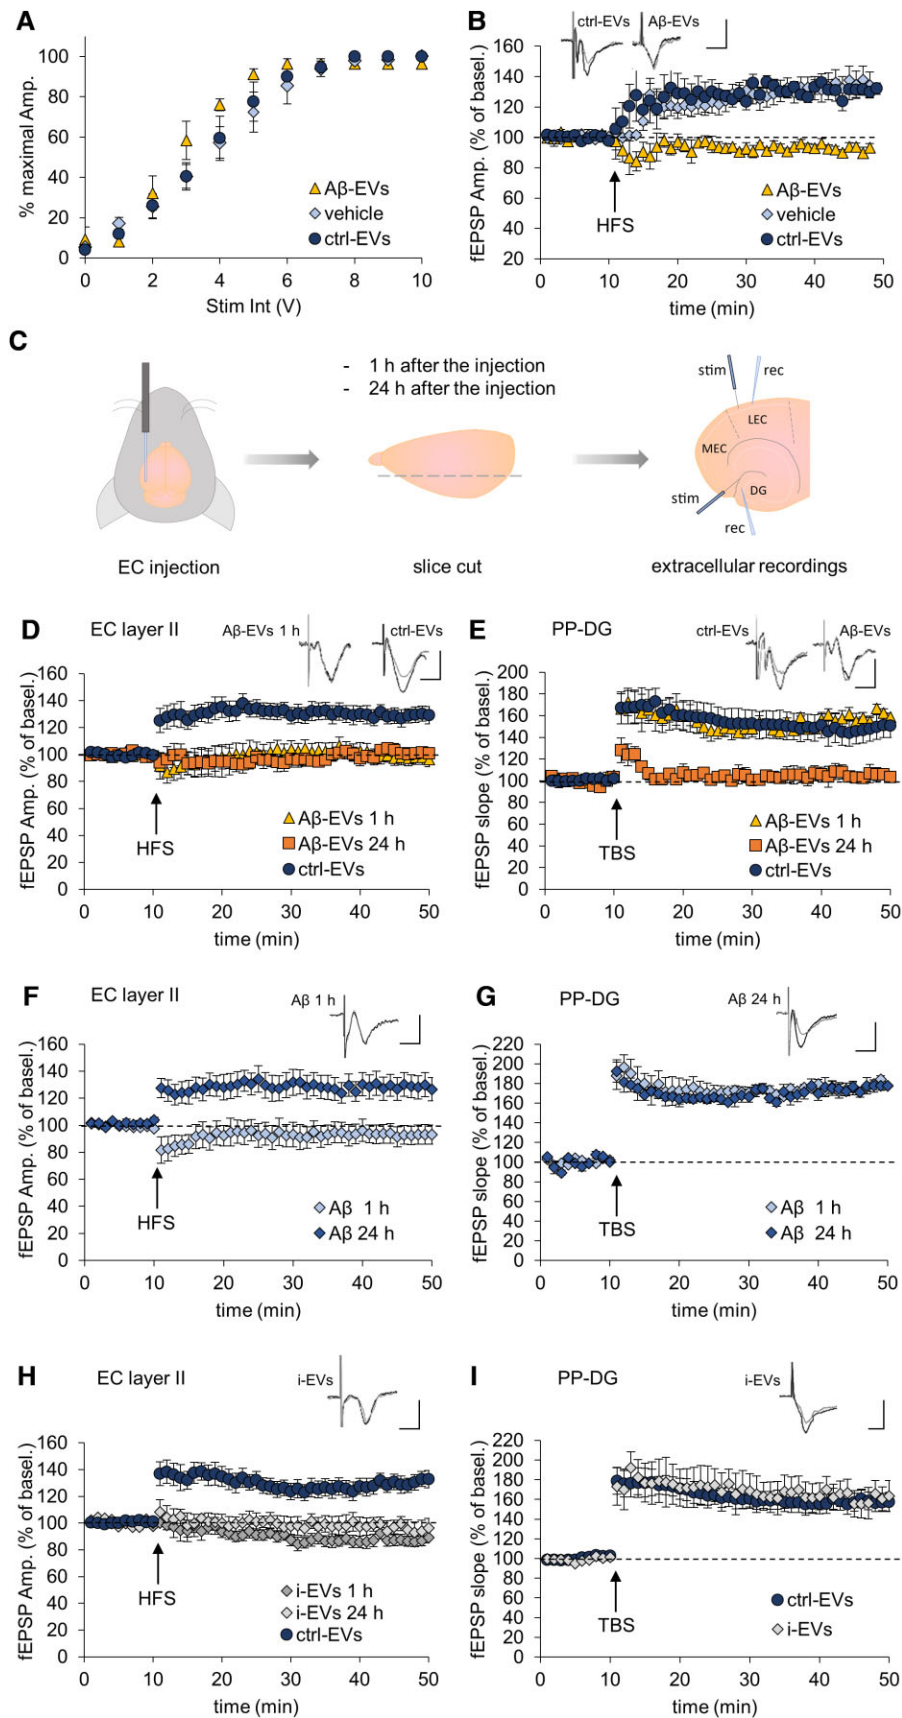 A
% maximal Amp.
100
80
60
40
20
0
0 2 4 6 8 10
Stim Int (V)
Aβ-EVs
vehicle
ctrl-EVs
B
ctrl-EVs Aβ-EVs
fEPSP Amp. (% of basel.)
160
140
120
100
80
60
40
20
0 10 20 30 40 50
time (min)
HFS
Aβ-EVs
vehicle
ctrl-EVs
C
- 1 h after the injection
- 24 h after the injection
stim rec
LEC
MEC
DG
stim
rec
EC injection
slice cut
extracellular recordings
D
EC layer II
Aβ-EVs 1 h
ctrl-EVs
fEPSP Amp. (% of basel.)
160
140
120
100
80
60
40
20
0
0 10 20 30 40 50
time (min)
HFS
Aβ-EVs 1 h
Aβ-EVs 24 h
ctrl-EVs
E
PP-DG
ctrl-EVs
Aβ-EVs
fEPSP slope (% of basel.)
200
180
160
140
120
100
80
60
40
20
0
0 10 20 30 40 50
time (min)
TBS
Aβ-EVs 1 h
Aβ-EVs 24 h
ctrl-EVs
F
EC layer II
Aβ 1 h
fEPSP Amp. (% of basel.)
160
140
120
100
80
60
40
20
0
0 10 20 30 40 50
time (min)
HFS
Aβ 1 h
Aβ 24 h
G
PP-DG
Aβ 24 h
fEPSP slope (% of basel.)
220
200
180
160
140
120
100
80
60
40
20
0
0 10 20 30 40 50
time (min)
TBS
Aβ 1 h
Aβ 24 h
H
EC layer II
i-EVs
fEPSP Amp. (% of basel.)
160
140
120
100
80
60
40
20
0
0 10 20 30 40 50
time (min)
HFS
i-EVs 1 h
i-EVs 24 h
ctrl-EVs
I
PP-DG
i-EVs
fEPSP slope (% of basel.)
220
200
180
160
140
120
100
80
60
40
20
0
0 10 20 30 40 50
time (min)
TBS
ctrl-EVs
i-EVs